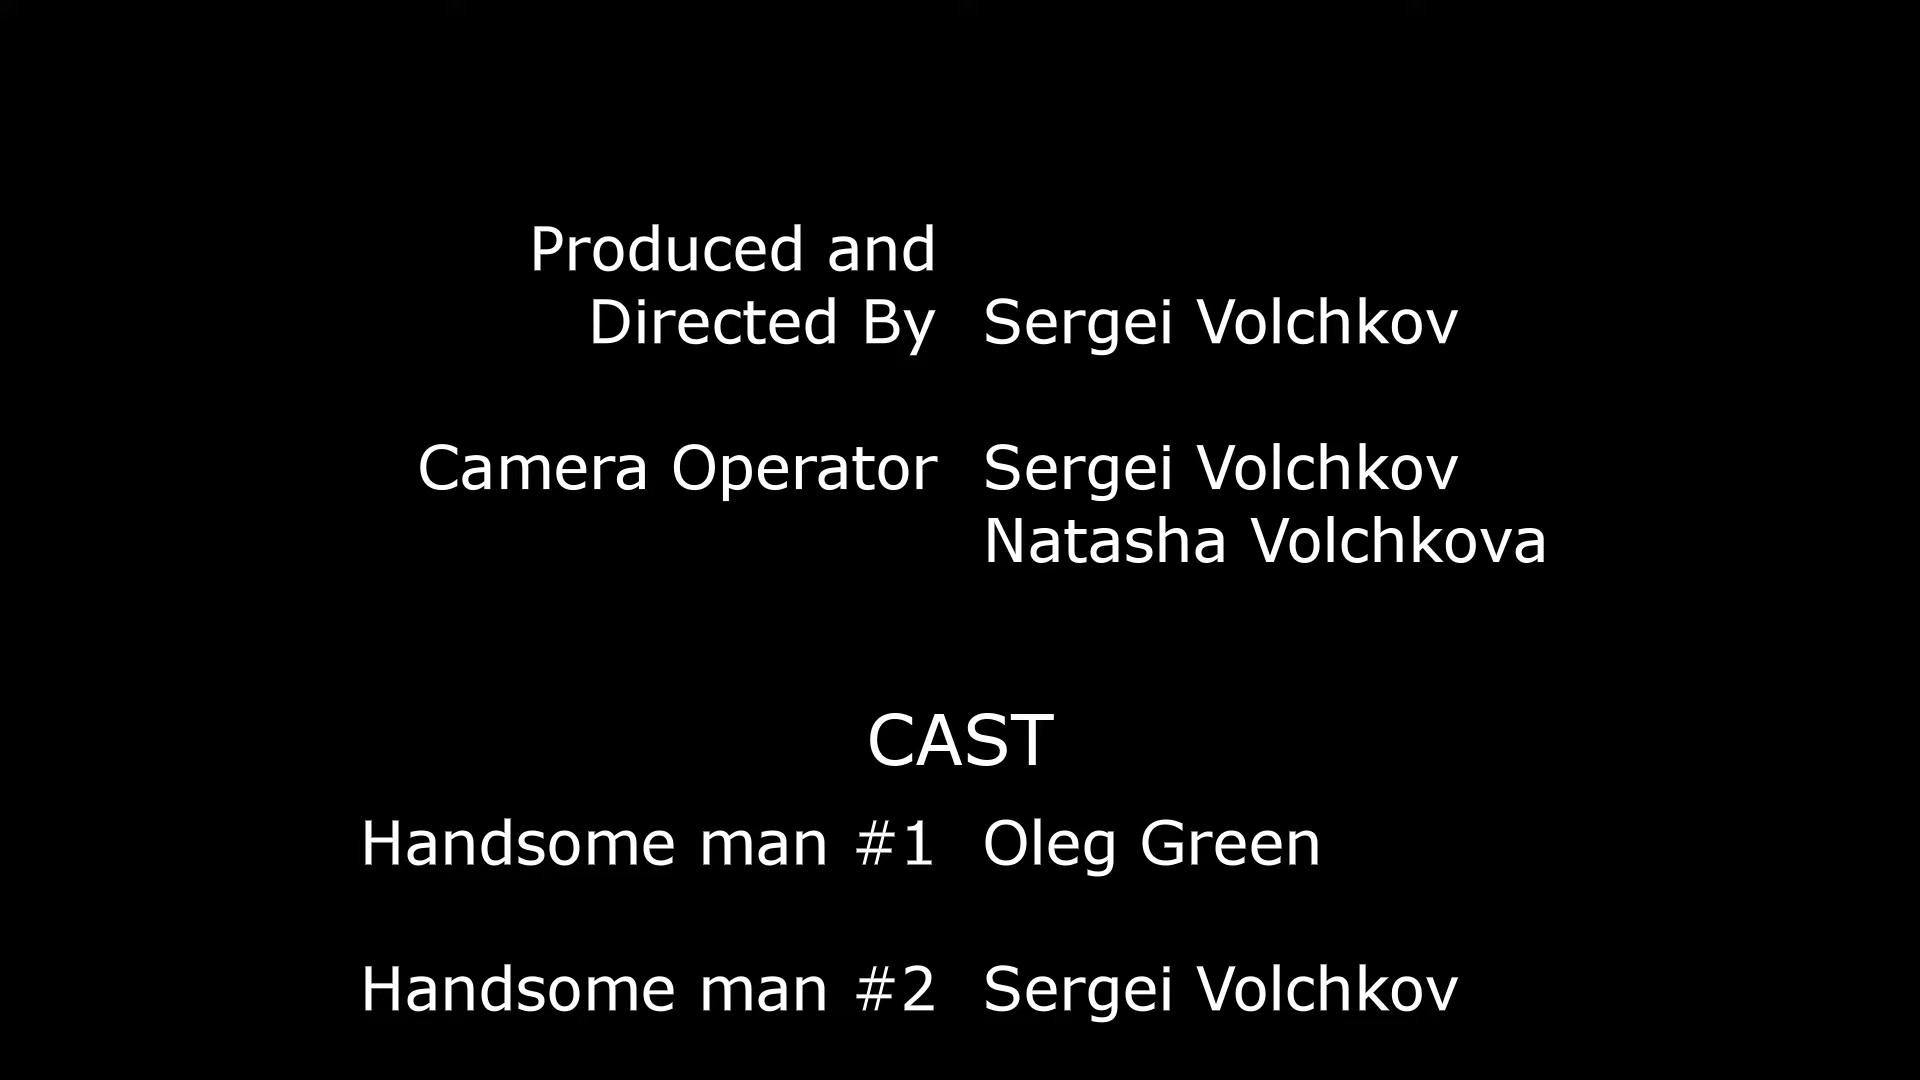 Produced and
Directed By Sergei Volchkov
Camera Operator Sergei Volchkov
Natasha Volchkova
CAST
Handsome man #1 Oleg Green
Handsome man #2 Sergei Volchkov